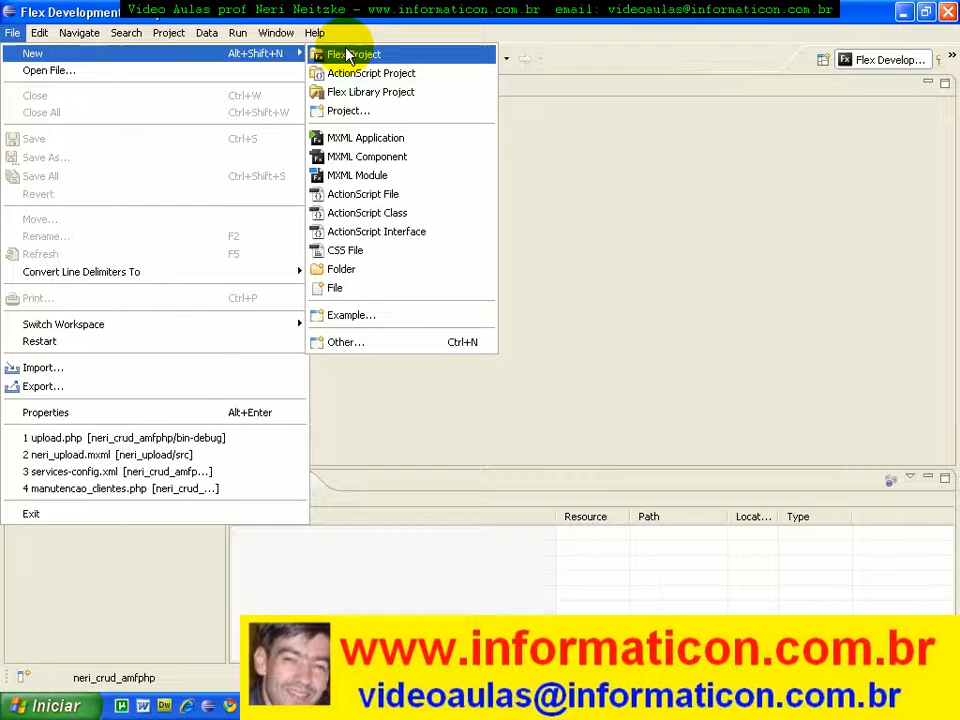 Flex Development
Video Aulas prof Neri Neitzke - www.informaticon.com.br email: videoaulas@informaticon.com.br
File Edit Navigate Search Project Data Run Window Help
New Alt+Shift+N
Open File...
Close Ctrl+W
Close All Ctrl+Shift+W
Save Ctrl+S
Save As...
Save All Ctrl+Shift+S
Revert
Move...
Rename... F2
Refresh F5
Convert Line Delimiters To
Print... Ctrl+P
Switch Workspace
Restart
Import...
Export...
Properties Alt+Enter
1 upload.php [neri_crud_amfphp/bin-debug]
2 neri_upload.mxml [neri_upload/src]
3 services-config.xml [neri_crud_amfp...]
4 manutencao_clientes.php [neri_crud_...]
Exit
Flex Project
ActionScript Project
Flex Library Project
Project...
MXML Application
MXML Component
MXML Module
ActionScript File
ActionScript Class
ActionScript Interface
CSS File
Folder
File
Example...
Other... Ctrl+N
Flex Develop...
Resource Path Locat... Type
neri_crud_amfphp
www.informaticon.com.br
videoaulas@informaticon.com.br
Iniciar